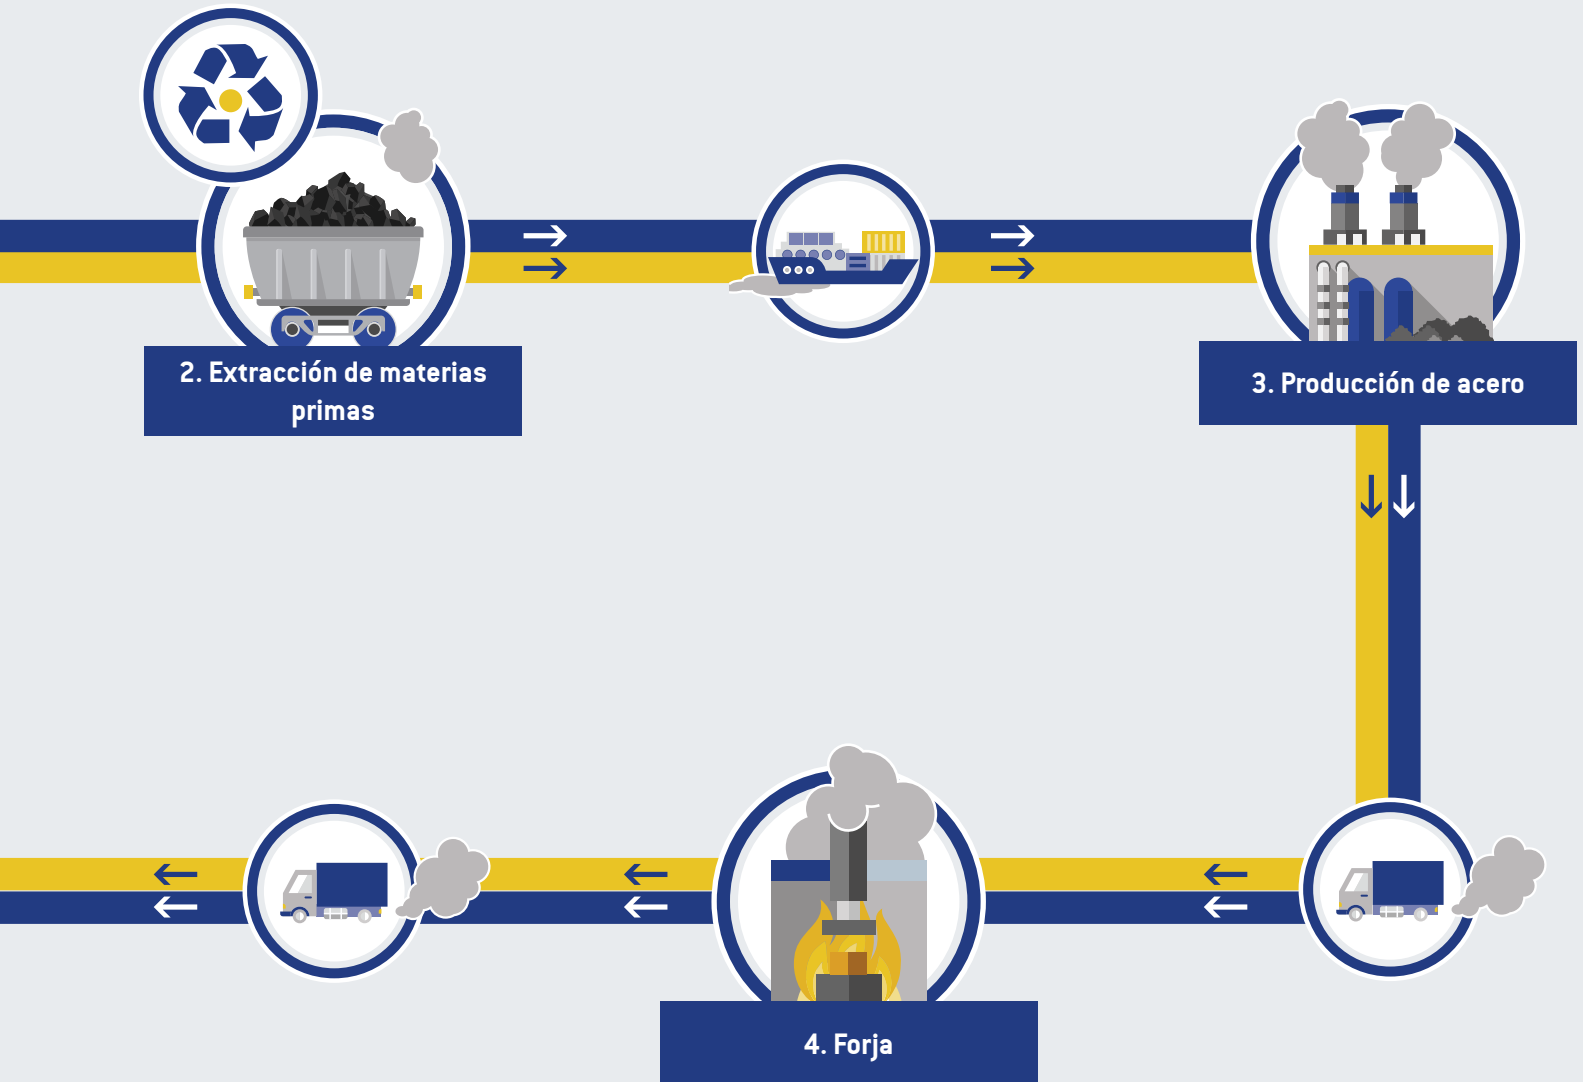 2. Extracción de materias
primas
3. Producción de acero
4. Forja